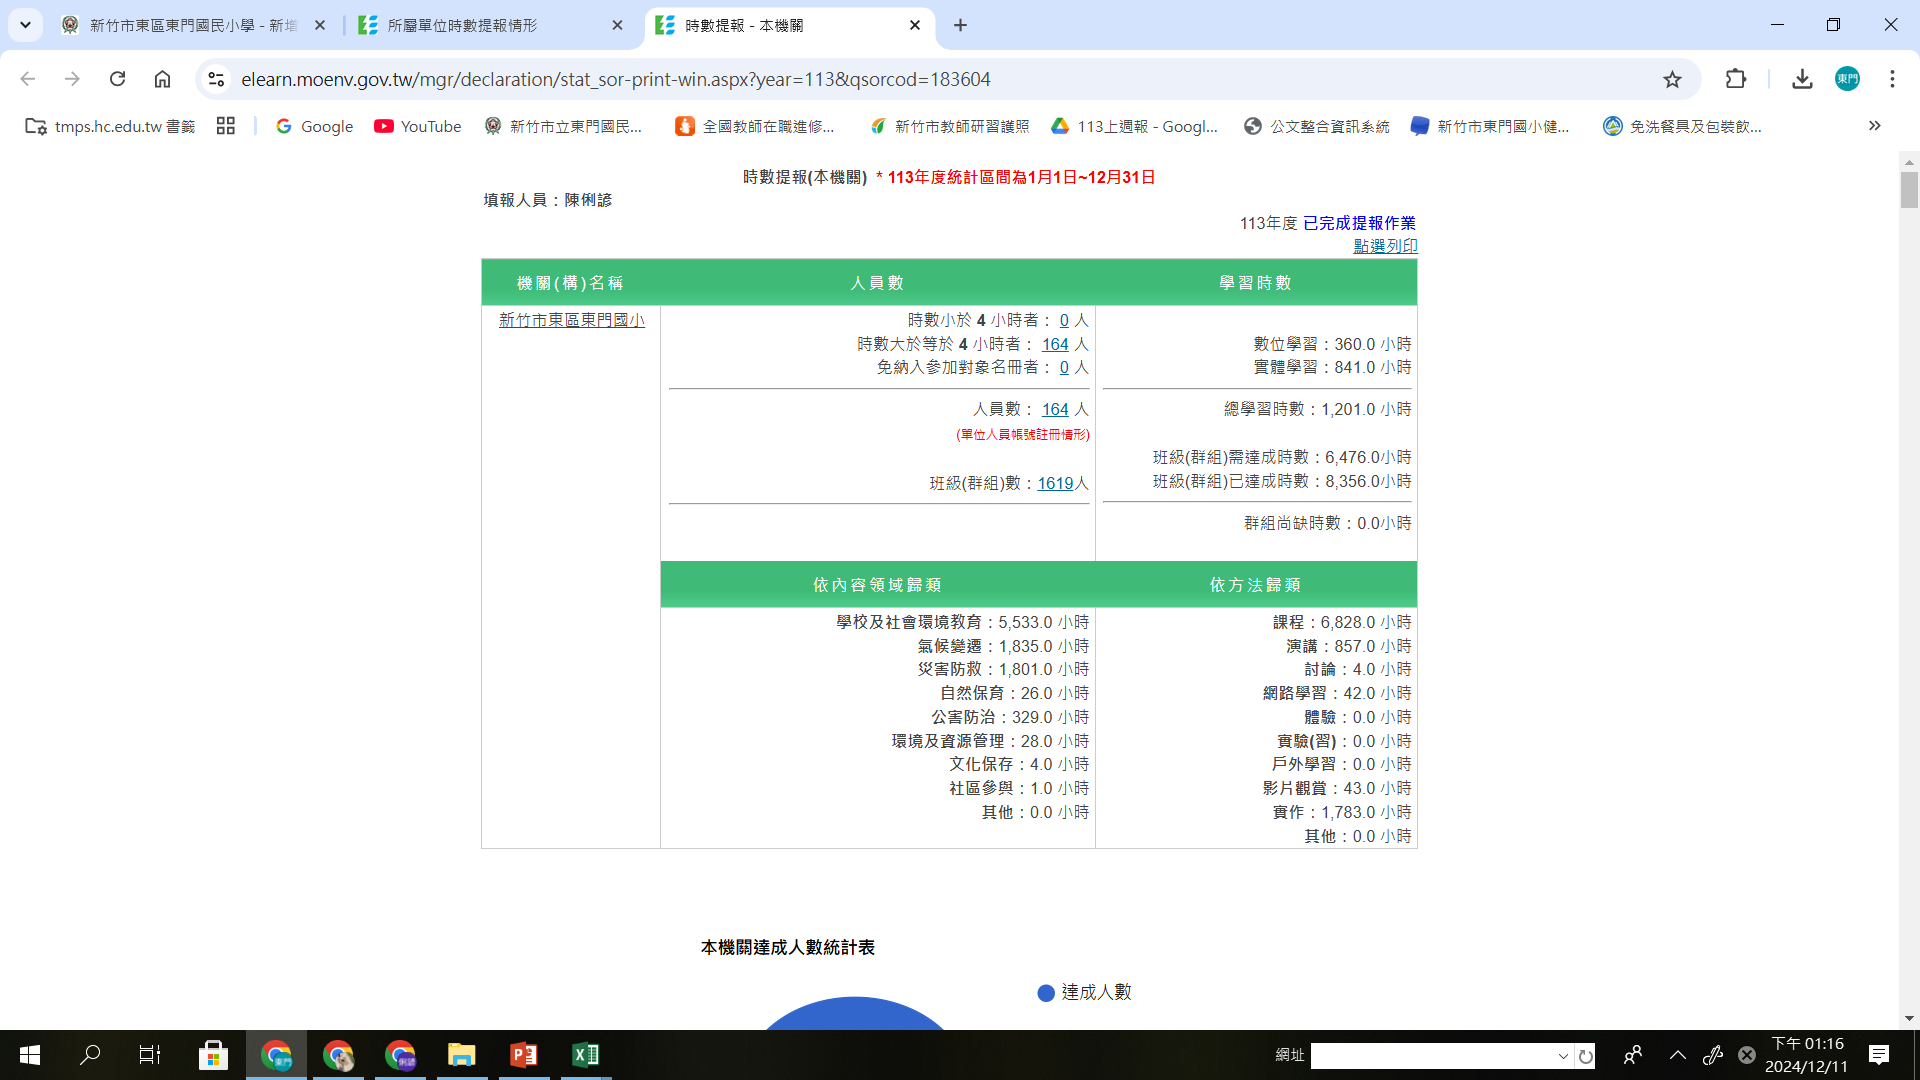 新竹市東區東門國民小學 - 新增
所屬單位時數提報情形
時數提報 - 本機關
elearn.moenv.gov.tw/mgr/declaration/stat_sor-print-win.aspx?year=113&qsorcod=183604
tmps.hc.edu.tw 書籤
Google
YouTube
新竹市立東門國民...
全國教師在職進修...
新竹市教師研習護照
113上週報 - Googl...
公文整合資訊系統
新竹市東門國小健...
免洗餐具及包裝飲...
時數提報(本機關) * 113年度統計區間為1月1日~12月31日
填報人員：陳俐諺
113年度 已完成提報作業
點選列印
機關(構)名稱 人員數 學習時數
新竹市東區東門國小
時數小於 4 小時者： 0 人
時數大於等於 4 小時者： 164 人
免納入參加對象名冊者： 0 人
人員數： 164 人
(單位人員帳號註冊情形)
班級(群組)數：1619人
數位學習：360.0 小時
實體學習：841.0 小時
總學習時數：1,201.0 小時
班級(群組)需達成時數：6,476.0小時
班級(群組)已達成時數：8,356.0小時
群組尚缺時數：0.0小時
依內容領域歸類 依方法歸類
學校及社會環境教育：5,533.0 小時
氣候變遷：1,835.0 小時
災害防救：1,801.0 小時
自然保育：26.0 小時
公害防治：329.0 小時
環境及資源管理：28.0 小時
文化保存：4.0 小時
社區參與：1.0 小時
其他：0.0 小時
課程：6,828.0 小時
演講：857.0 小時
討論：4.0 小時
網路學習：42.0 小時
體驗：0.0 小時
實驗(習)：0.0 小時
戶外學習：0.0 小時
影片觀賞：43.0 小時
實作：1,783.0 小時
其他：0.0 小時
本機關達成人數統計表
達成人數
網址
下午 01:16
2024/12/11